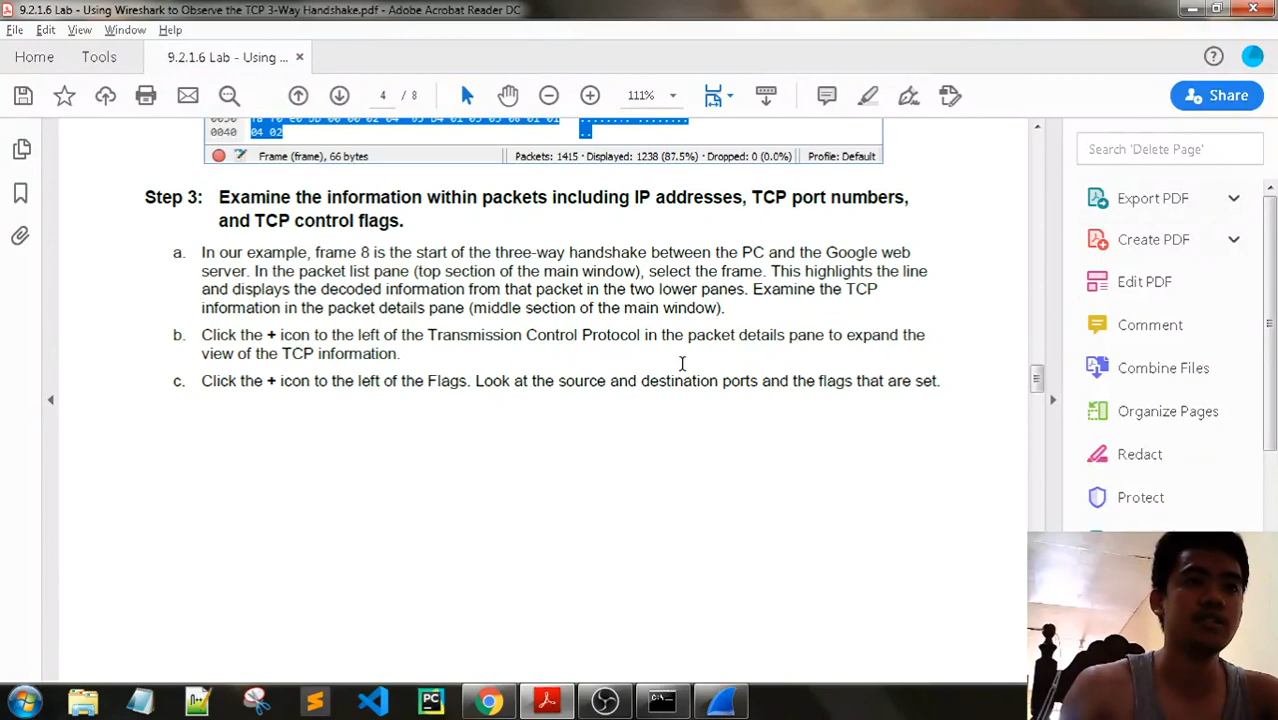 9.2.1.6 Lab - Using Wireshark to Observe the TCP 3-Way Handshake.pdf - Adobe Acrobat Reader DC
File Edit View Window Help
Home Tools 9.2.1.6 Lab - Using ... ×
4 / 8 111% Share
0040 04 02 ..
Frame (frame), 66 bytes Packets: 1415 · Displayed: 1238 (87.5%) · Dropped: 0 (0.0%) Profile: Default
Step 3: Examine the information within packets including IP addresses, TCP port numbers,
and TCP control flags.
a. In our example, frame 8 is the start of the three-way handshake between the PC and the Google web
server. In the packet list pane (top section of the main window), select the frame. This highlights the line
and displays the decoded information from that packet in the two lower panes. Examine the TCP
information in the packet details pane (middle section of the main window).
b. Click the + icon to the left of the Transmission Control Protocol in the packet details pane to expand the
view of the TCP information.
c. Click the + icon to the left of the Flags. Look at the source and destination ports and the flags that are set.
Search 'Delete Page'
Export PDF
Create PDF
Edit PDF
Comment
Combine Files
Organize Pages
Redact
Protect
PC
C:\.